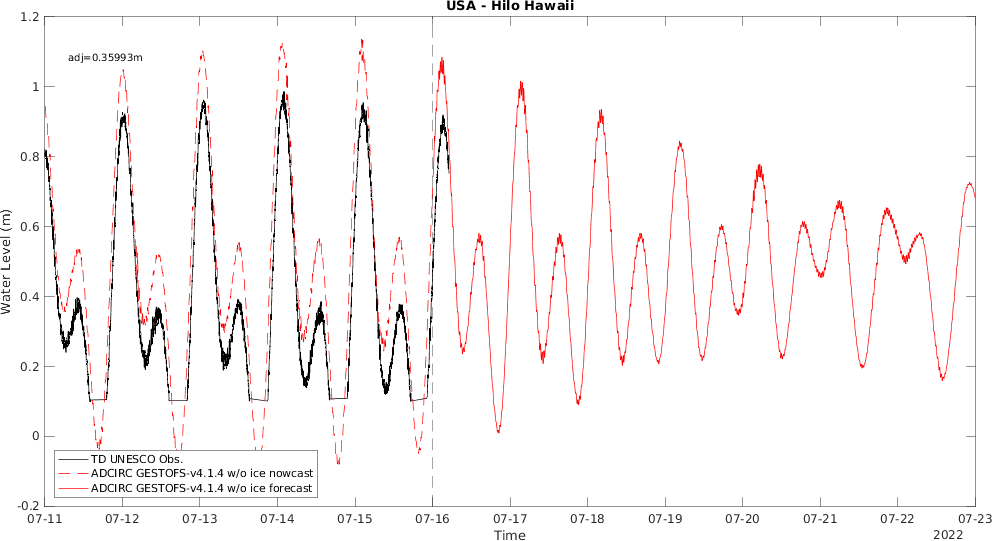 USA - Hilo Hawaii
adj=0.35993m
Water Level (m)
1.2
1
0.8
0.6
0.4
0.2
0
-0.2
TD UNESCO Obs.
ADCIRC GESTOFS-v4.1.4 w/o ice nowcast
ADCIRC GESTOFS-v4.1.4 w/o ice forecast
07-11 07-12 07-13 07-14 07-15 07-16 07-17 07-18 07-19 07-20 07-21 07-22 07-23
Time
2022